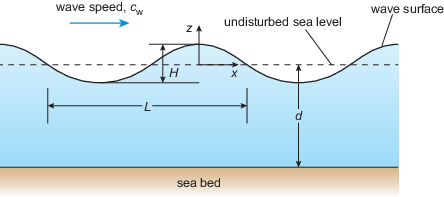 wave speed, c_w
undisturbed sea level
wave surface
z
H
x
L
d
sea bed